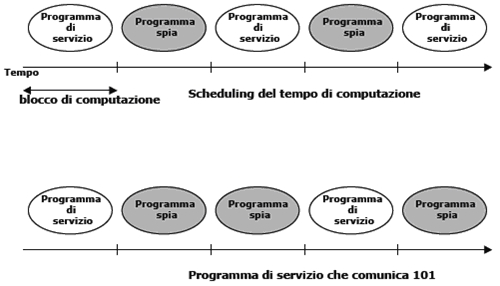 Programma
di
servizio
Programma
spia
Programma
di
servizio
Programma
spia
Programma
di
servizio
Tempo
blocco di computazione
Scheduling del tempo di computazione
Programma
di
servizio
Programma
spia
Programma
spia
Programma
di
servizio
Programma
spia
Programma di servizio che comunica 101